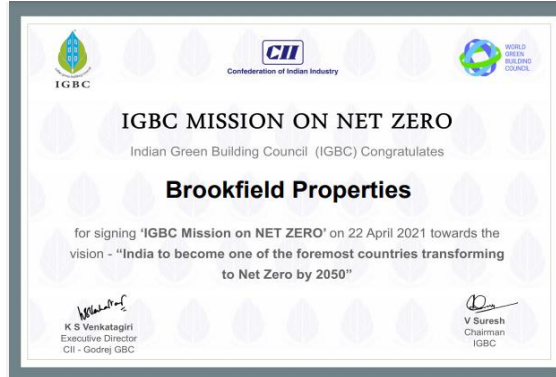 IGBC
CII
Confederation of Indian Industry
WORLD
GREEN
BUILDING
COUNCIL
IGBC MISSION ON NET ZERO
Indian Green Building Council (IGBC) Congratulates
Brookfield Properties
for signing 'IGBC Mission on NET ZERO' on 22 April 2021 towards the
vision - “India to become one of the foremost countries transforming
to Net Zero by 2050”
K S Venkatagiri
Executive Director
CII - Godrej GBC
V Suresh
Chairman
IGBC